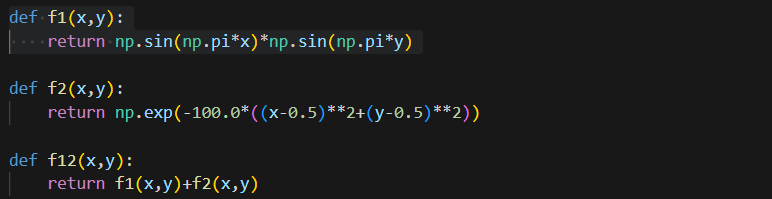 def f1(x,y):
    return np.sin(np.pi*x)*np.sin(np.pi*y)
def f2(x,y):
    return np.exp(-100.0*((x-0.5)**2+(y-0.5)**2))
def f12(x,y):
    return f1(x,y)+f2(x,y)